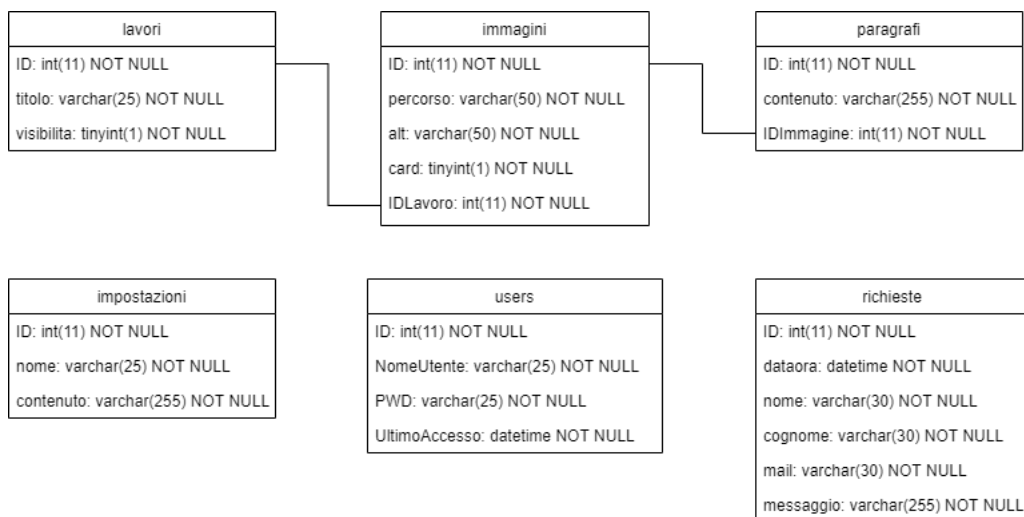 lavori
ID: int(11) NOT NULL
titolo: varchar(25) NOT NULL
visibilita: tinyint(1) NOT NULL
immagini
ID: int(11) NOT NULL
percorso: varchar(50) NOT NULL
alt: varchar(50) NOT NULL
card: tinyint(1) NOT NULL
IDLavoro: int(11) NOT NULL
paragrafi
ID: int(11) NOT NULL
contenuto: varchar(255) NOT NULL
IDImmagine: int(11) NOT NULL
impostazioni
ID: int(11) NOT NULL
nome: varchar(25) NOT NULL
contenuto: varchar(255) NOT NULL
users
ID: int(11) NOT NULL
NomeUtente: varchar(25) NOT NULL
PWD: varchar(25) NOT NULL
UltimoAccesso: datetime NOT NULL
richieste
ID: int(11) NOT NULL
dataora: datetime NOT NULL
nome: varchar(30) NOT NULL
cognome: varchar(30) NOT NULL
mail: varchar(30) NOT NULL
messaggio: varchar(255) NOT NULL